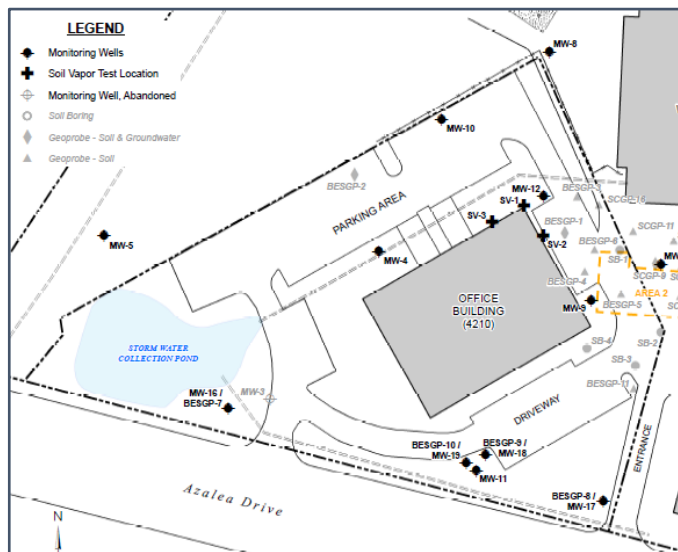 LEGEND
Monitoring Wells
Soil Vapor Test Location
Monitoring Well, Abandoned
Soil Boring
Geoprobe - Soil & Groundwater
Geoprobe - Soil
MW-8
MW-10
BESGP-2
PARKING AREA
MW-12
SV-1
SV-3
SV-2
BESGP-3
SCGP-10
BESGP-1
SCGP-11
BESGP-6
SB-1
MW-5
MW-4
SCGP-9
MW
BESGP-4
AREA 2
BESGP-5
MW-9
OFFICE
BUILDING
(4210)
STORM WATER
COLLECTION POND
SB-4
SB-2
SB-3
BESGP-11
MW-3
MW-16 /
BESGP-7
DRIVEWAY
ENTRANCE
BESGP-10 /
MW-19
BESGP-9 /
MW-18
MW-11
BESGP-8 /
MW-17
Azalea Drive
N